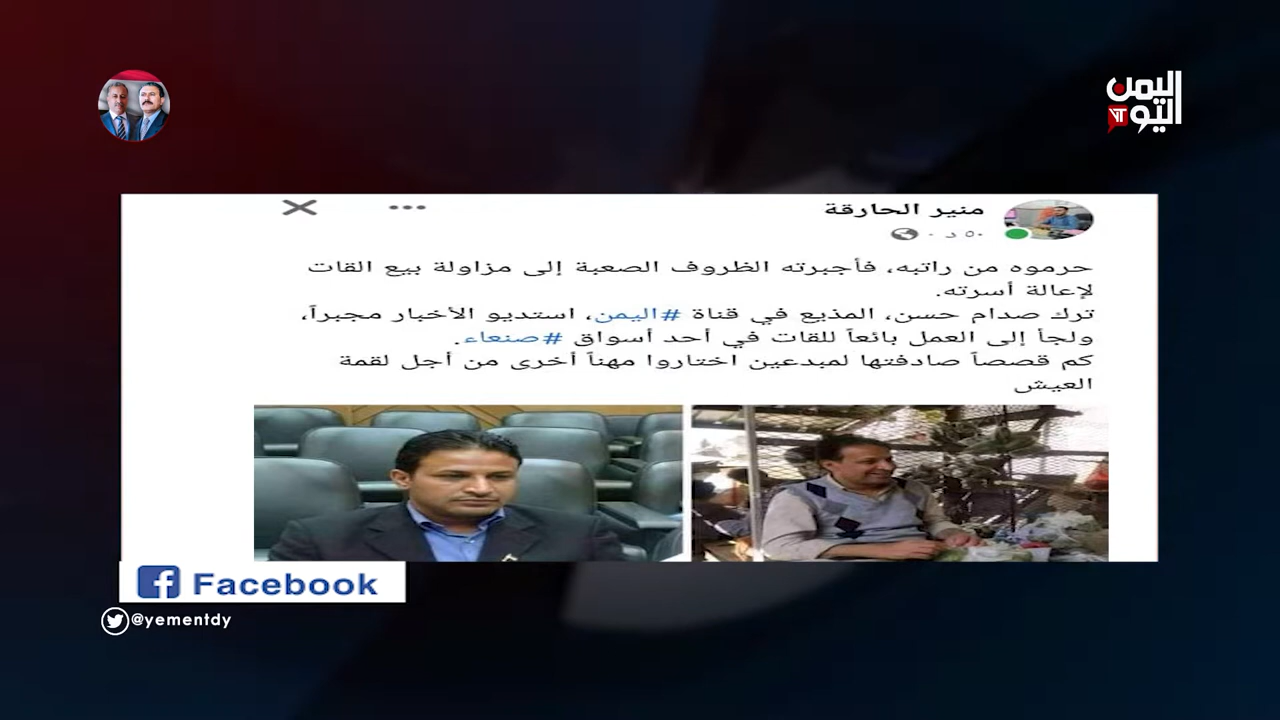 اليمن
اليوم
منير الحارقة
٥٠ د ·
حرموه من راتبه، فأجبرته الظروف الصعبة إلى مزاولة بيع القات
لإعالة أسرته.
ترك صدام حسن، المذيع في قناة #اليمن، استديو الأخبار مجبراً،
ولجأ إلى العمل بائعاً للقات في أحد أسواق #صنعاء.
كم قصصاً صادفتها لمبدعين اختاروا مهناً أخرى من أجل لقمة
العيش
Facebook
@yementdy